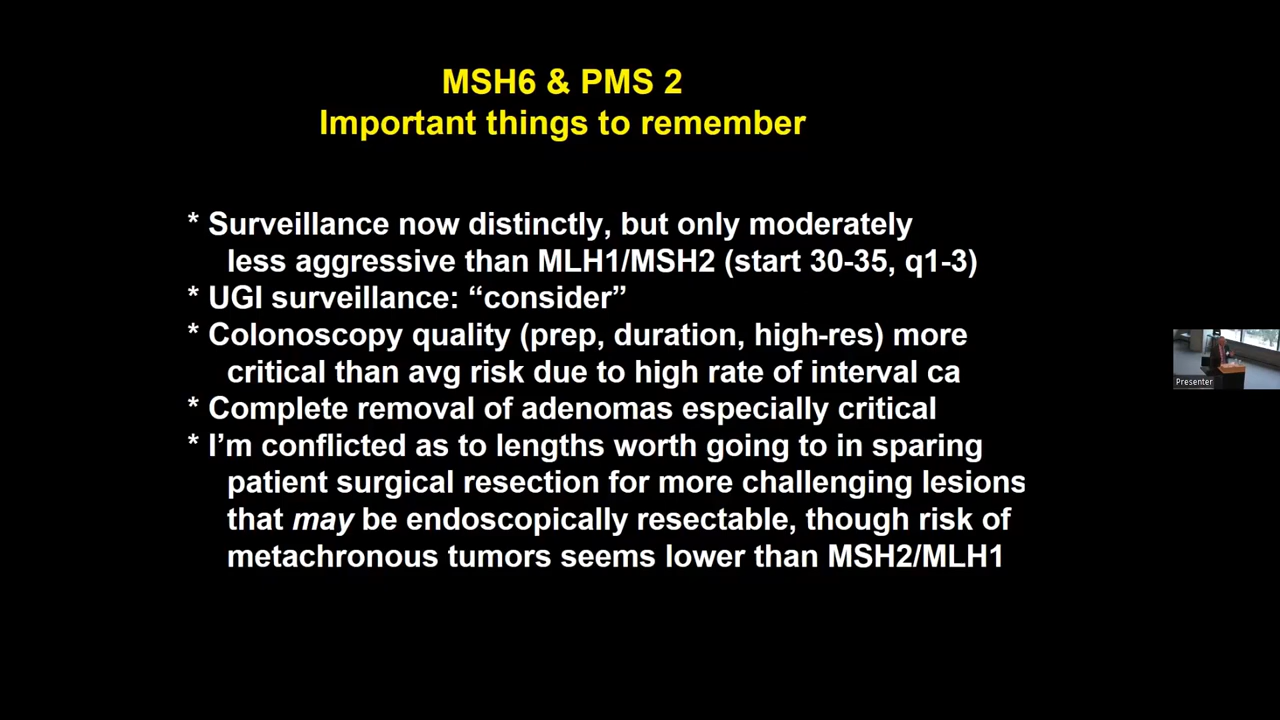 MSH6 & PMS 2
Important things to remember
* Surveillance now distinctly, but only moderately
less aggressive than MLH1/MSH2 (start 30-35, q1-3)
* UGI surveillance: “consider”
* Colonoscopy quality (prep, duration, high-res) more
critical than avg risk due to high rate of interval ca
* Complete removal of adenomas especially critical
* I’m conflicted as to lengths worth going to in sparing
patient surgical resection for more challenging lesions
that may be endoscopically resectable, though risk of
metachronous tumors seems lower than MSH2/MLH1
Presenter